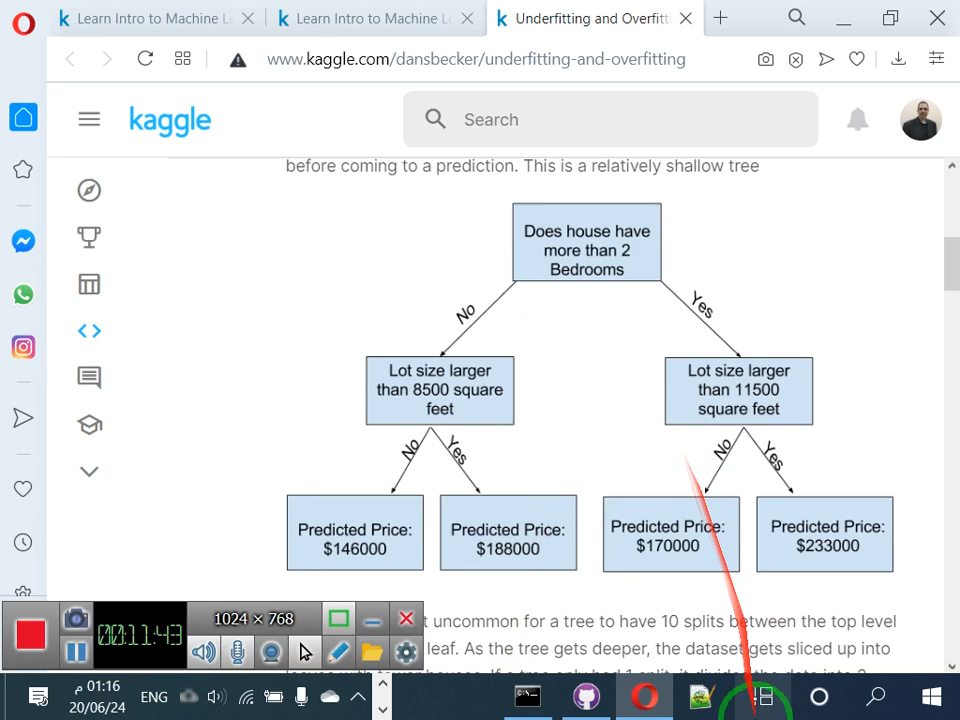 Learn Intro to Machine Le
Learn Intro to Machine Le
Underfitting and Overfitti
www.kaggle.com/dansbecker/underfitting-and-overfitting
kaggle
Search
before coming to a prediction. This is a relatively shallow tree
Does house have
more than 2
Bedrooms
No
Yes
Lot size larger
than 8500 square
feet
Lot size larger
than 11500
square feet
No
Yes
No
Yes
Predicted Price:
$146000
Predicted Price:
$188000
Predicted Price:
$170000
Predicted Price:
$233000
00:11:43
1024 × 768
t uncommon for a tree to have 10 splits between the top level
leaf. As the tree gets deeper, the dataset gets sliced up into
01:16 م
20/06/24
ENG